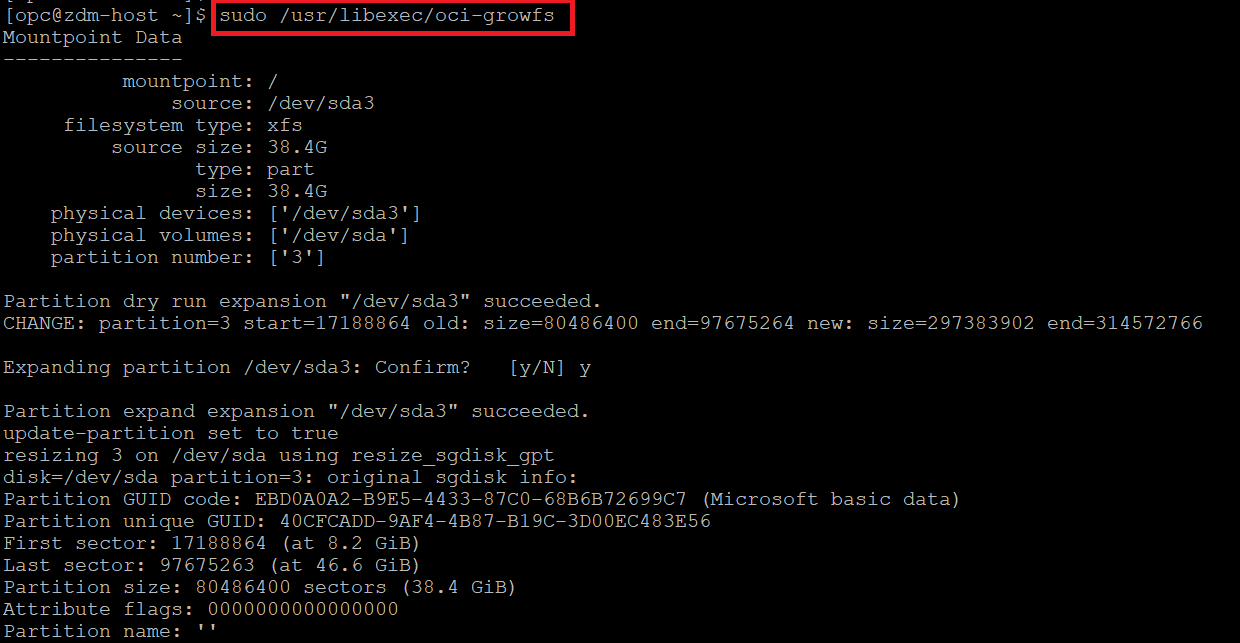 [opc@zdm-host ~]$ sudo /usr/libexec/oci-growfs
Mountpoint Data
---------------
mountpoint: /
source: /dev/sda3
filesystem type: xfs
source size: 38.4G
type: part
size: 38.4G
physical devices: ['/dev/sda3']
physical volumes: ['/dev/sda']
partition number: ['3']
Partition dry run expansion "/dev/sda3" succeeded.
CHANGE: partition=3 start=17188864 old: size=80486400 end=97675264 new: size=297383902 end=314572766
Expanding partition /dev/sda3: Confirm?   [y/N] y
Partition expand expansion "/dev/sda3" succeeded.
update-partition set to true
resizing 3 on /dev/sda using resize_sgdisk_gpt
disk=/dev/sda partition=3: original sgdisk info:
Partition GUID code: EBD0A0A2-B9E5-4433-87C0-68B6B72699C7 (Microsoft basic data)
Partition unique GUID: 40CFCADD-9AF4-4B87-B19C-3D00EC483E56
First sector: 17188864 (at 8.2 GiB)
Last sector: 97675263 (at 46.6 GiB)
Partition size: 80486400 sectors (38.4 GiB)
Attribute flags: 0000000000000000
Partition name: ''